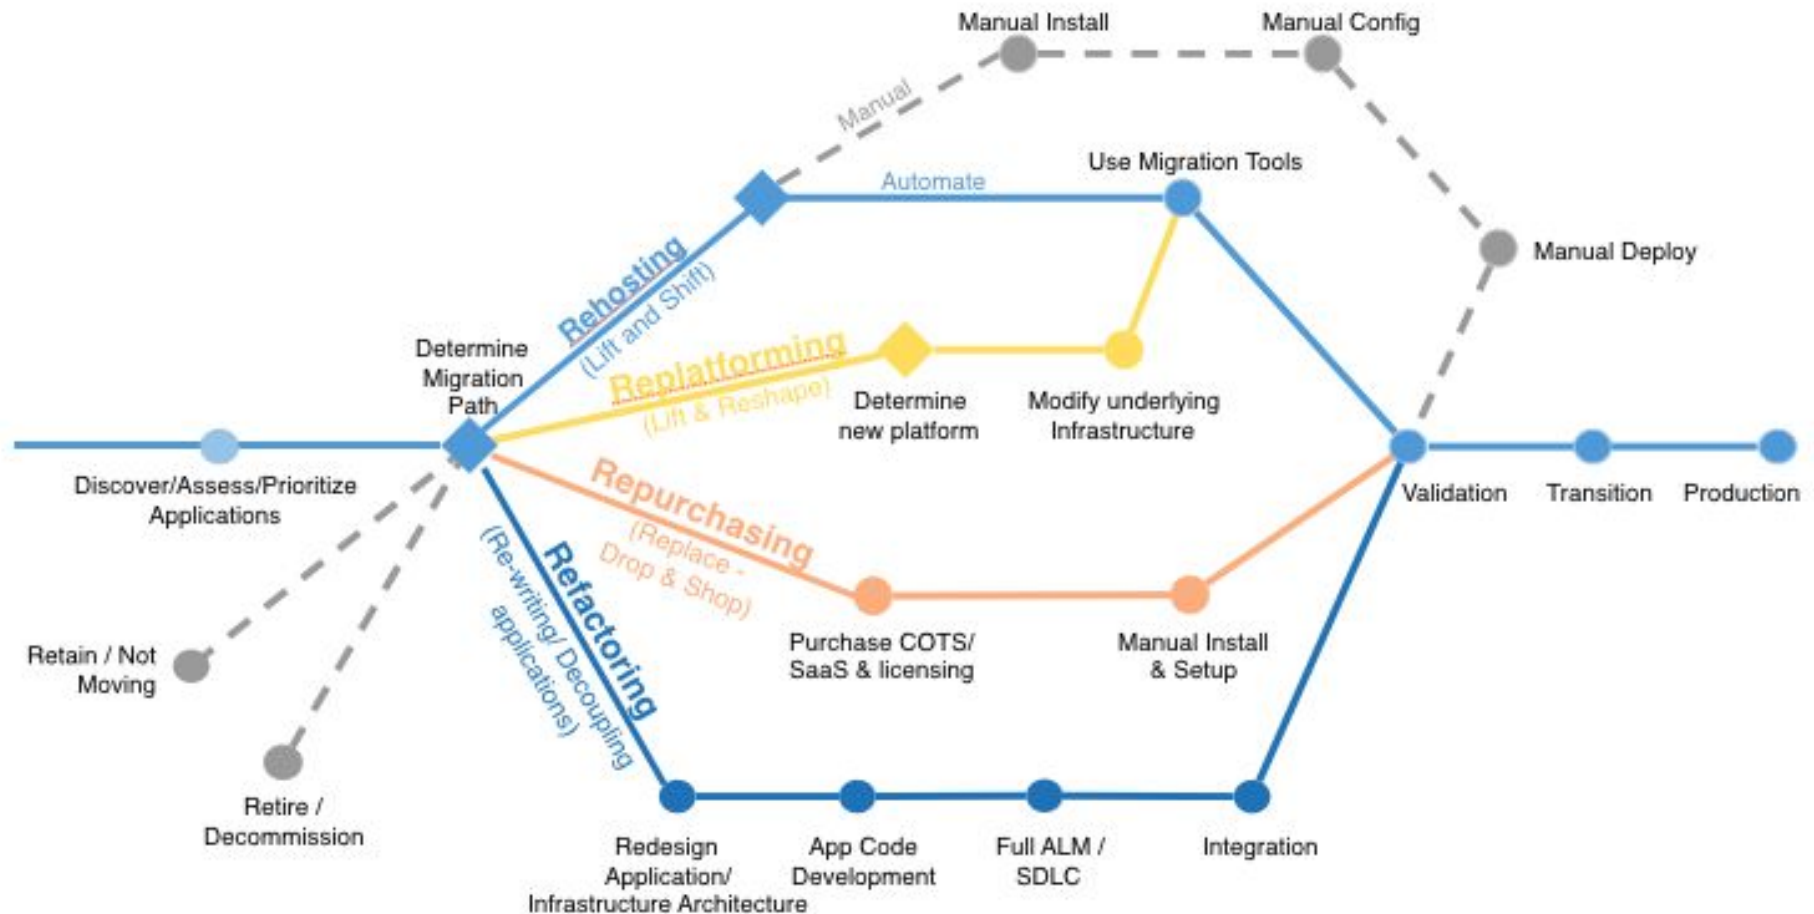 Manual Install
Manual Config
Manual
Use Migration Tools
Automate
Manual Deploy
Rehosting
(Lift and Shift)
Determine
Migration
Path
Replatforming
(Lift & Reshape)
Determine
new platform
Modify underlying
Infrastructure
Discover/Assess/Prioritize
Applications
Repurchasing
(Replace -
Drop & Shop)
Validation
Transition
Production
Refactoring
(Re-writing/ Decoupling
applications)
Retain / Not
Moving
Purchase COTS/
SaaS & licensing
Manual Install
& Setup
Retire /
Decommission
Redesign
Application/
Infrastructure Architecture
App Code
Development
Full ALM /
SDLC
Integration